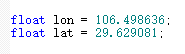 float lon = 106.498636;
float lat = 29.629081;